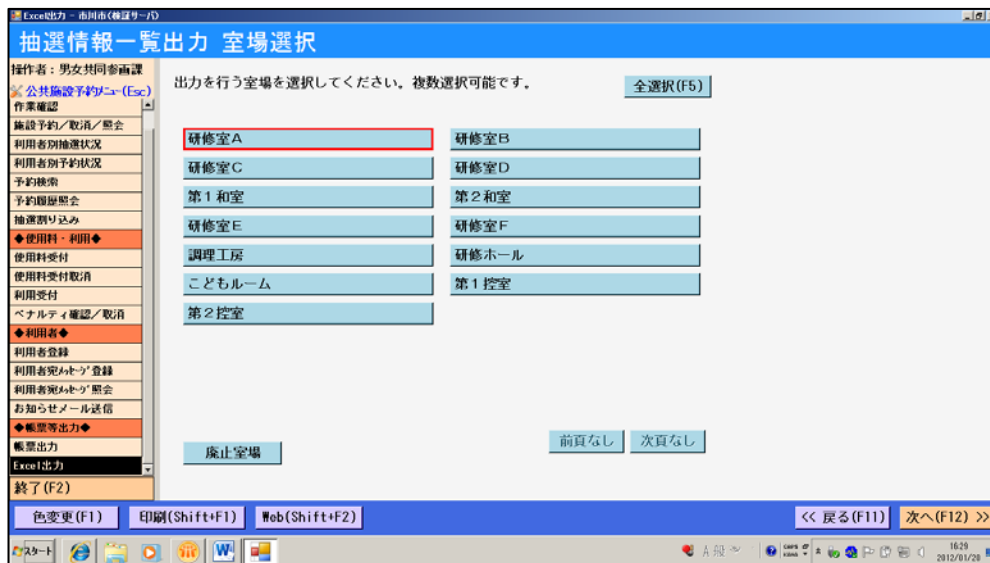 Excel出力 - 市川市(検証サーバ)
抽選情報一覧出力 室場選択
操作者：男女共同参画課
公共施設予約ﾒﾆｭｰ(Esc)
作業確認
施設予約／取消／照会
利用者別抽選状況
利用者別予約状況
予約検索
予約履歴照会
抽選割り込み
◆使用料・利用◆
使用料受付
使用料受付取消
利用受付
ペナルティ確認／取消
◆利用者◆
利用者登録
利用者宛ﾒｯｾｰｼﾞ登録
利用者宛ﾒｯｾｰｼﾞ照会
お知らせメール送信
◆帳票等出力◆
帳票出力
Excel出力
終了(F2)
出力を行う室場を選択してください。複数選択可能です。
全選択(F5)
研修室Ａ
研修室Ｂ
研修室Ｃ
研修室Ｄ
第１和室
第２和室
研修室Ｅ
研修室Ｆ
調理工房
研修ホール
こどもルーム
第１控室
第２控室
廃止室場
前頁なし
次頁なし
色変更(F1)
印刷(Shift+F1)
Web(Shift+F2)
<< 戻る(F11)
次へ(F12) >>
スタート
A 般
CAPS
KANA
16:29
2012/01/20